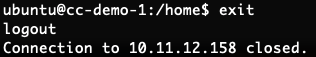 ubuntu@cc-demo-1:/home$ exit
logout
Connection to 10.11.12.158 closed.